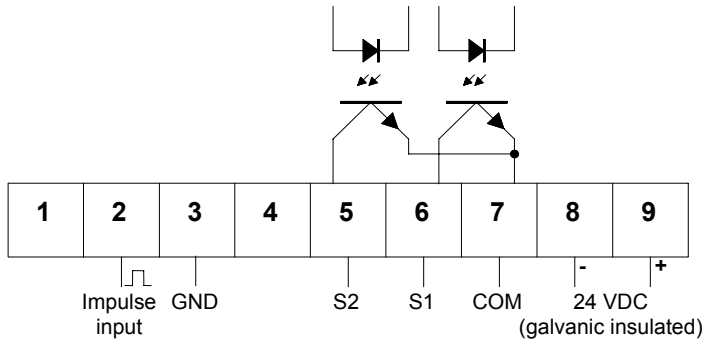 1 2 3 4 5 6 7 8 9
- +
Impulse GND S2 S1 COM 24 VDC
input (galvanic insulated)